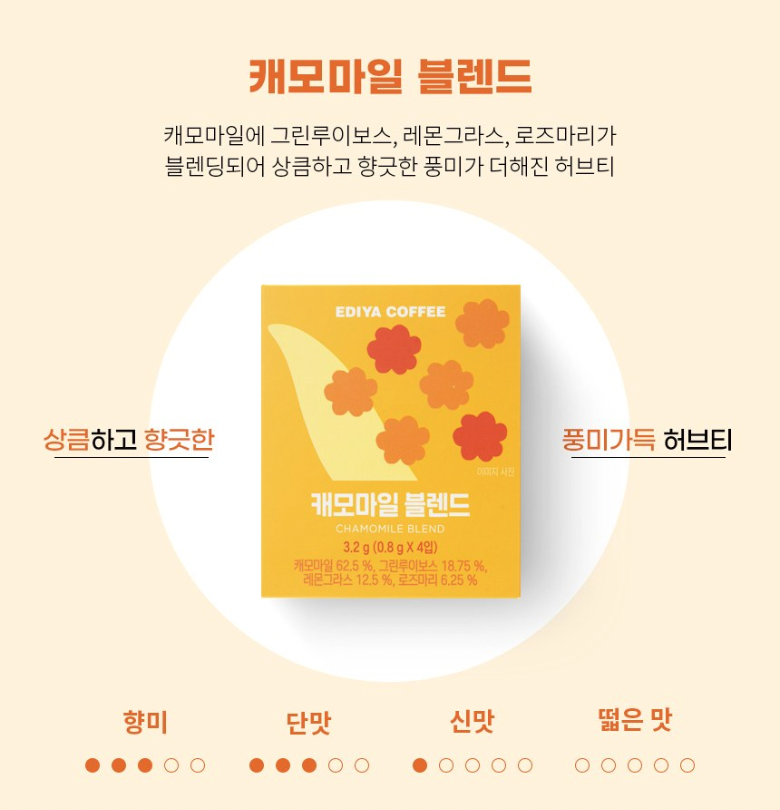 캐모마일 블렌드
캐모마일에 그린루이보스, 레몬그라스, 로즈마리가
블렌딩되어 상큼하고 향긋한 풍미가 더해진 허브티
EDIYA COFFEE
이미지 사진
상큼하고 향긋한
풍미가득 허브티
캐모마일 블렌드
CHAMOMILE BLEND
3.2 g (0.8 g X 4입)
캐모마일 62.5 %, 그린루이보스 18.75 %,
레몬그라스 12.5 %, 로즈마리 6.25 %
향미
단맛
신맛
떫은 맛